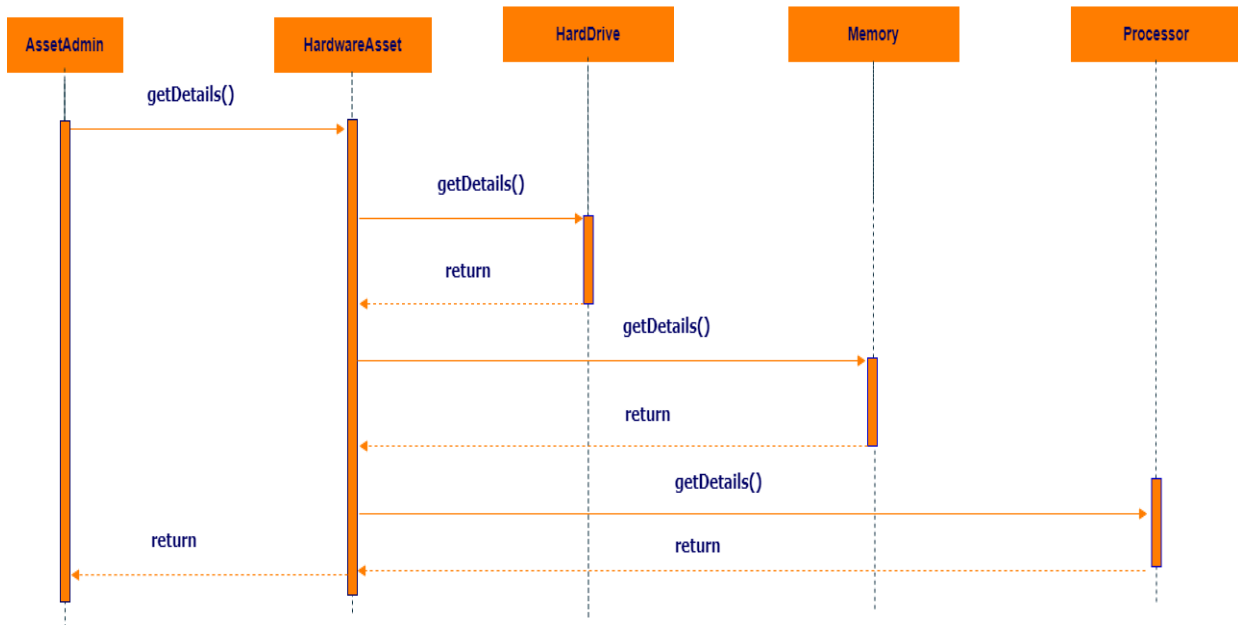 AssetAdmin
HardwareAsset
HardDrive
Memory
Processor
getDetails()
getDetails()
return
getDetails()
return
getDetails()
return
return